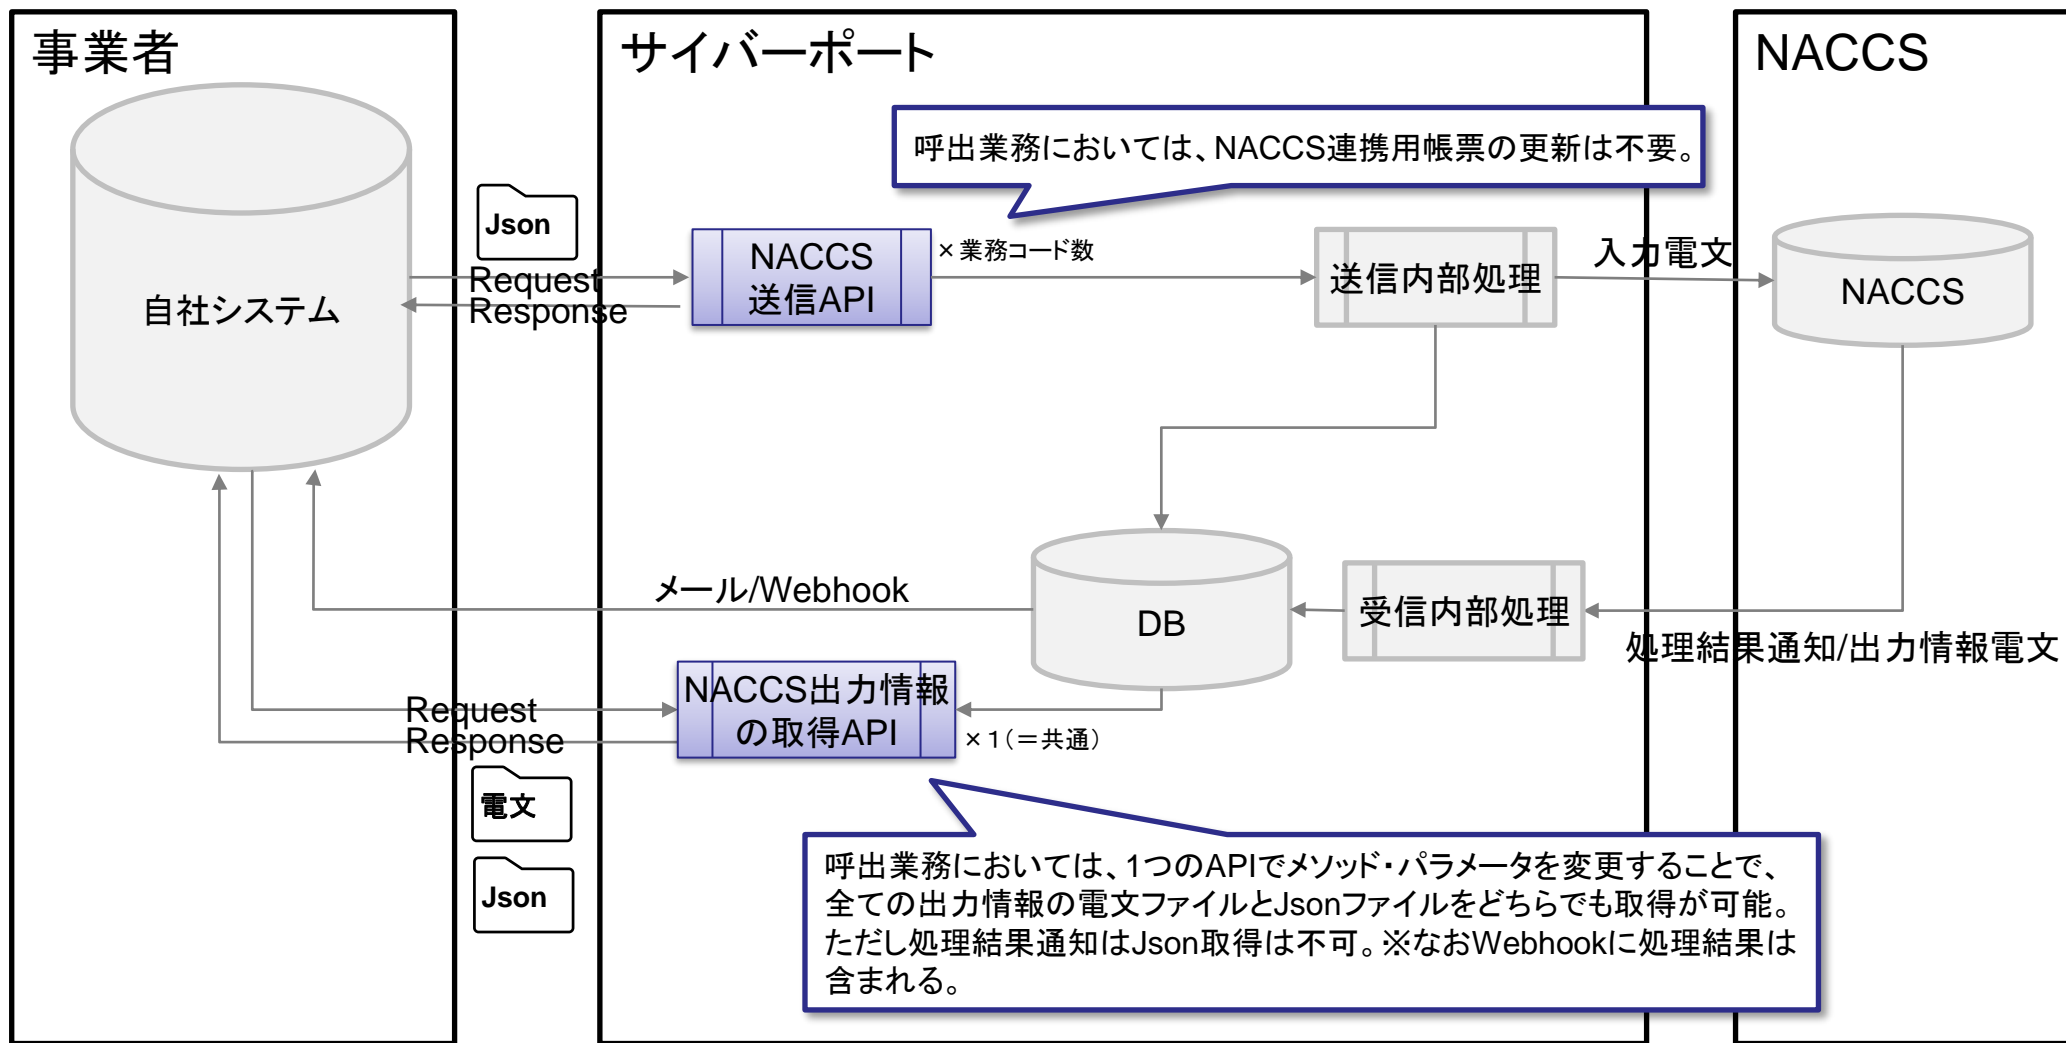 事業者
サイバーポート
NACCS
呼出業務においては、NACCS連携用帳票の更新は不要。
Json
Request
Response
自社システム
NACCS
送信API
×業務コード数
送信内部処理
入力電文
NACCS
メール/Webhook
DB
受信内部処理
処理結果通知/出力情報電文
Request
Response
NACCS出力情報
の取得API
×1(=共通)
電文
Json
呼出業務においては、1つのAPIでメソッド・パラメータを変更することで、
全ての出力情報の電文ファイルとJsonファイルをどちらでも取得が可能。
ただし処理結果通知はJson取得は不可。※なおWebhookに処理結果は
含まれる。